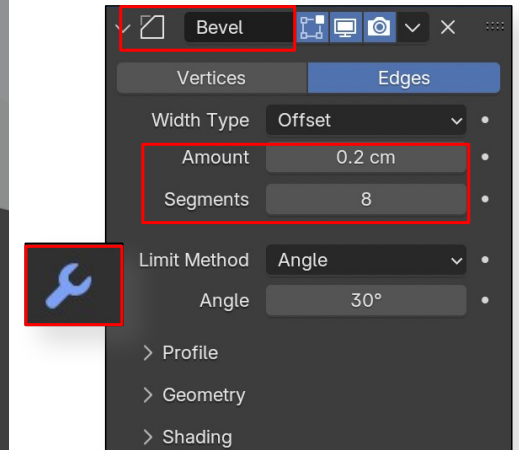 Bevel
Vertices Edges
Width Type Offset
Amount 0.2 cm
Segments 8
Limit Method Angle
Angle 30°
Profile
Geometry
Shading